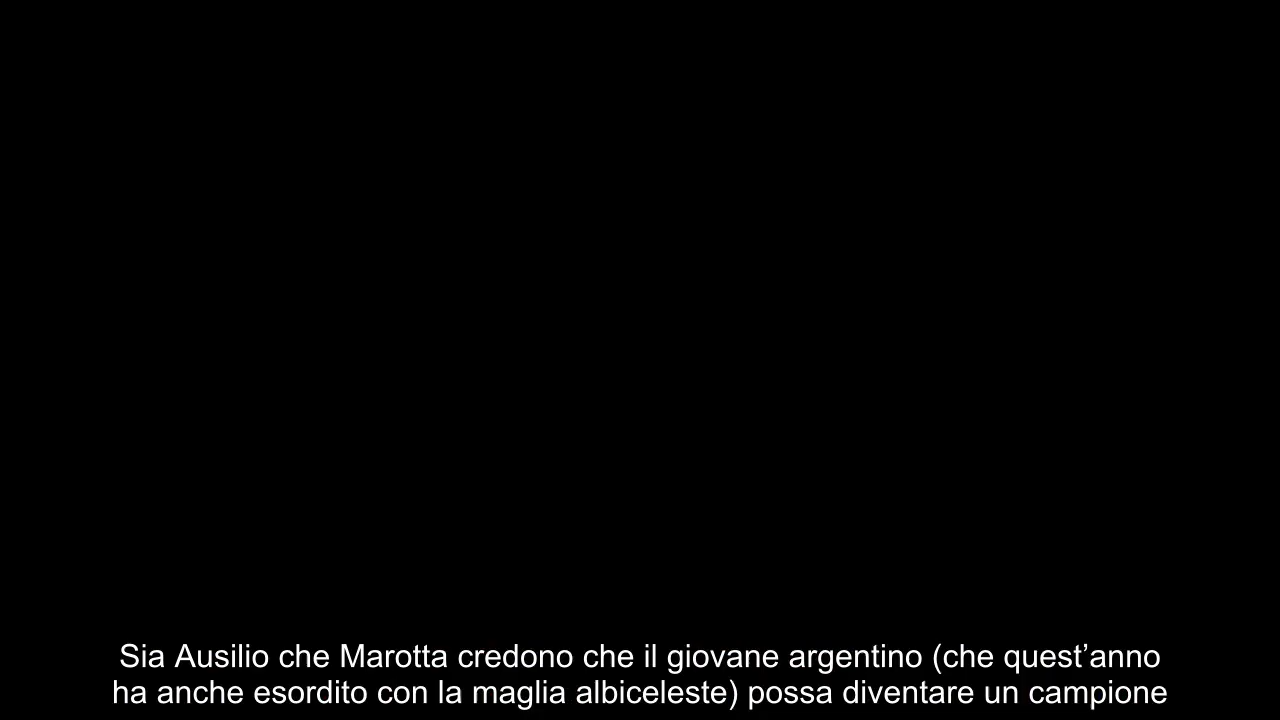 Sia Ausilio che Marotta credono che il giovane argentino (che quest’anno
ha anche esordito con la maglia albiceleste) possa diventare un campione